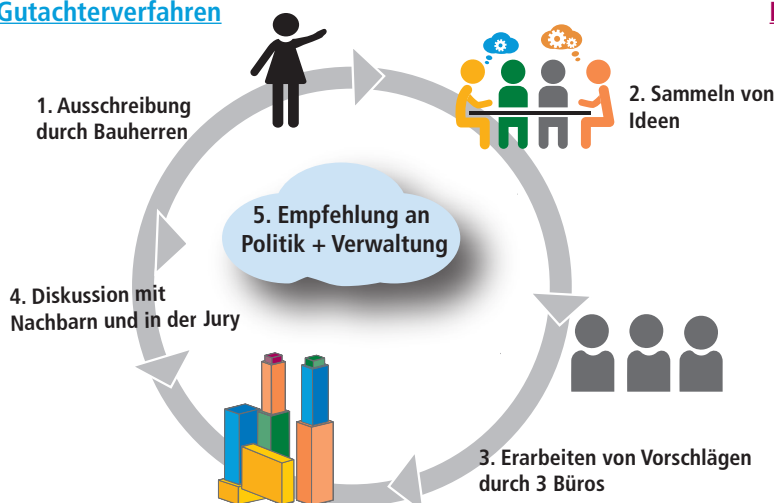 Gutachterverfahren
1. Ausschreibung
durch Bauherren
2. Sammeln von
Ideen
3. Erarbeiten von Vorschlägen
durch 3 Büros
4. Diskussion mit
Nachbarn und in der Jury
5. Empfehlung an
Politik + Verwaltung